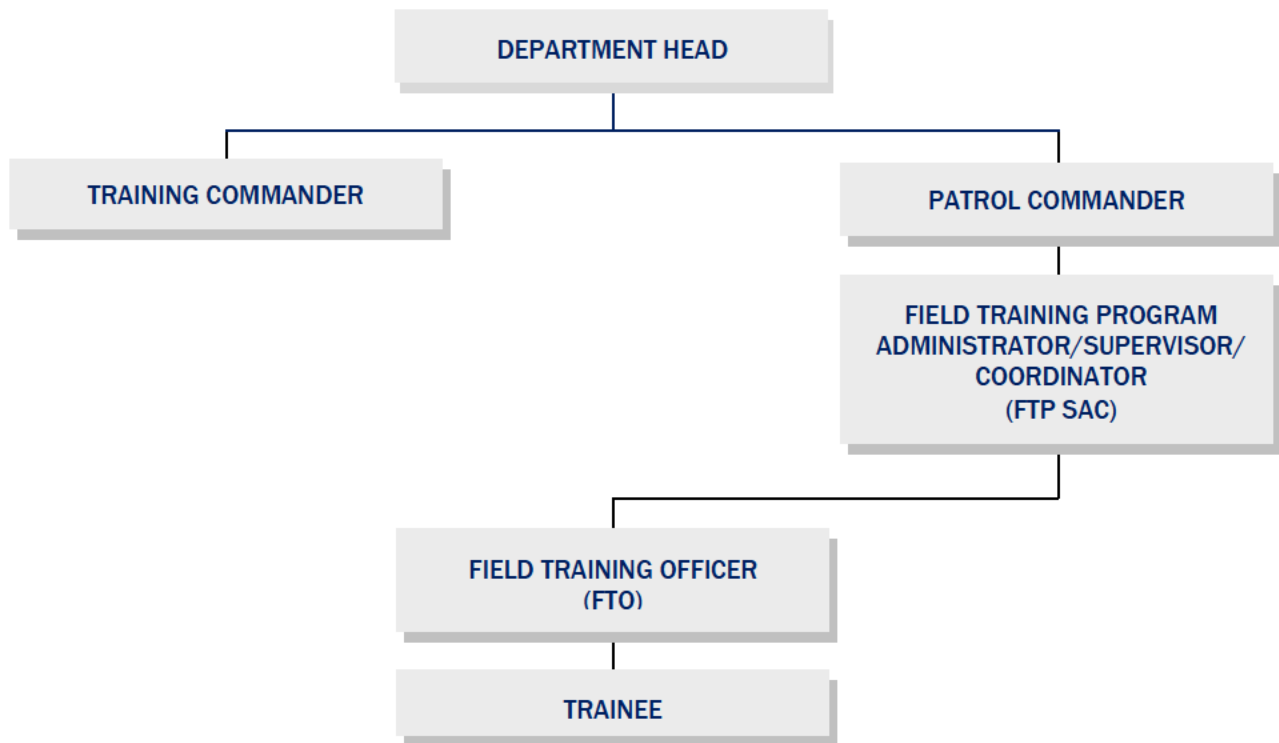 DEPARTMENT HEAD
TRAINING COMMANDER
PATROL COMMANDER
FIELD TRAINING PROGRAM
ADMINISTRATOR/SUPERVISOR/
COORDINATOR
(FTP SAC)
FIELD TRAINING OFFICER
(FTO)
TRAINEE